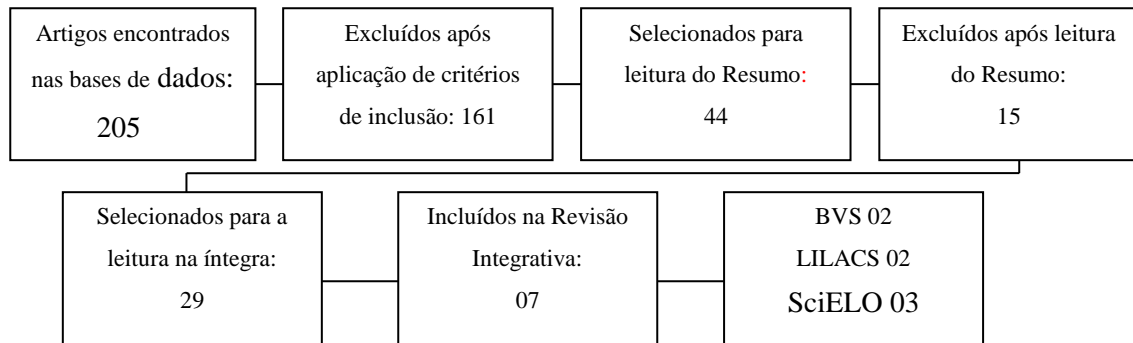 Artigos encontrados
nas bases de dados:
205
Excluídos após
aplicação de critérios
de inclusão: 161
Selecionados para
leitura do Resumo:
44
Excluídos após leitura
do Resumo:
15
Selecionados para a
leitura na íntegra:
29
Incluídos na Revisão
Integrativa:
07
BVS 02
LILACS 02
SciELO 03